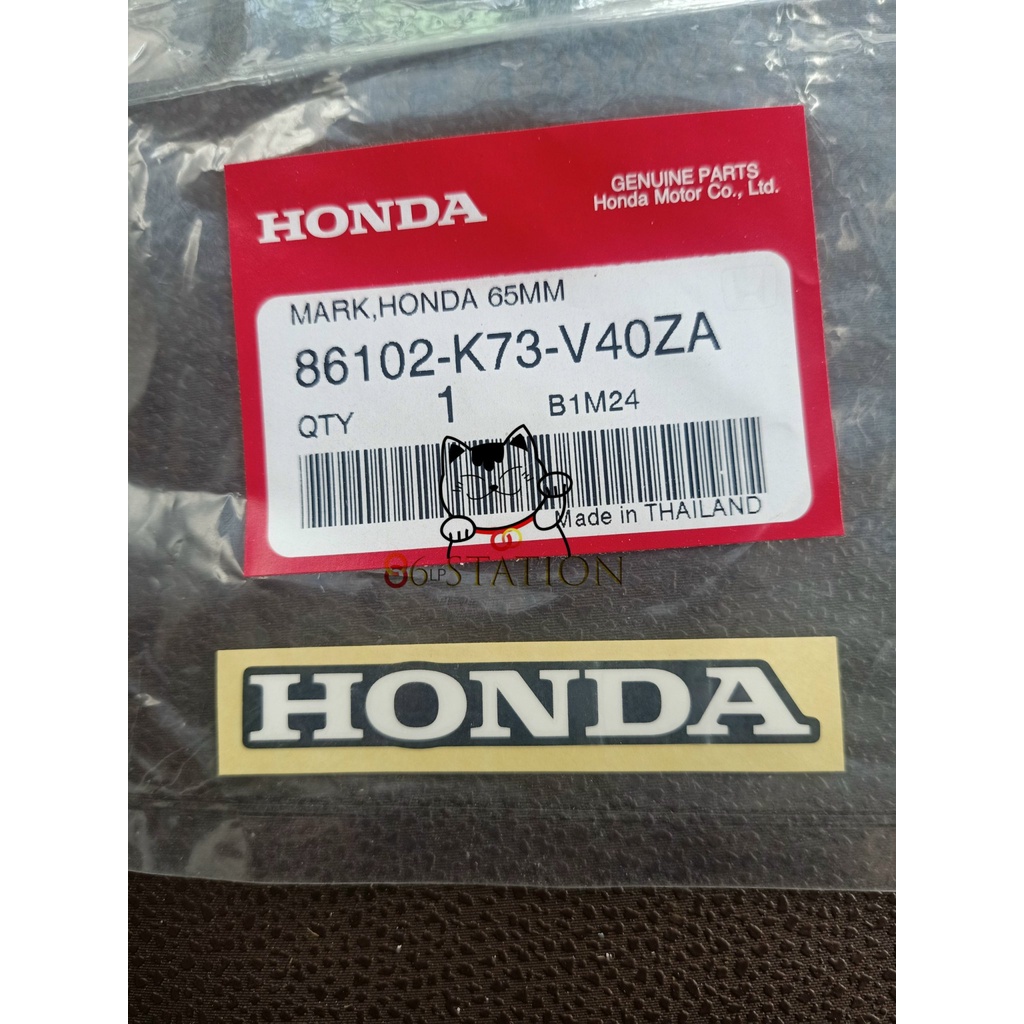 HONDA
GENUINE PARTS
Honda Motor Co., Ltd.
MARK,HONDA 65MM
86102-K73-V40ZA
QTY 1 B1M24
Made in THAILAND
86LPSTATION
HONDA